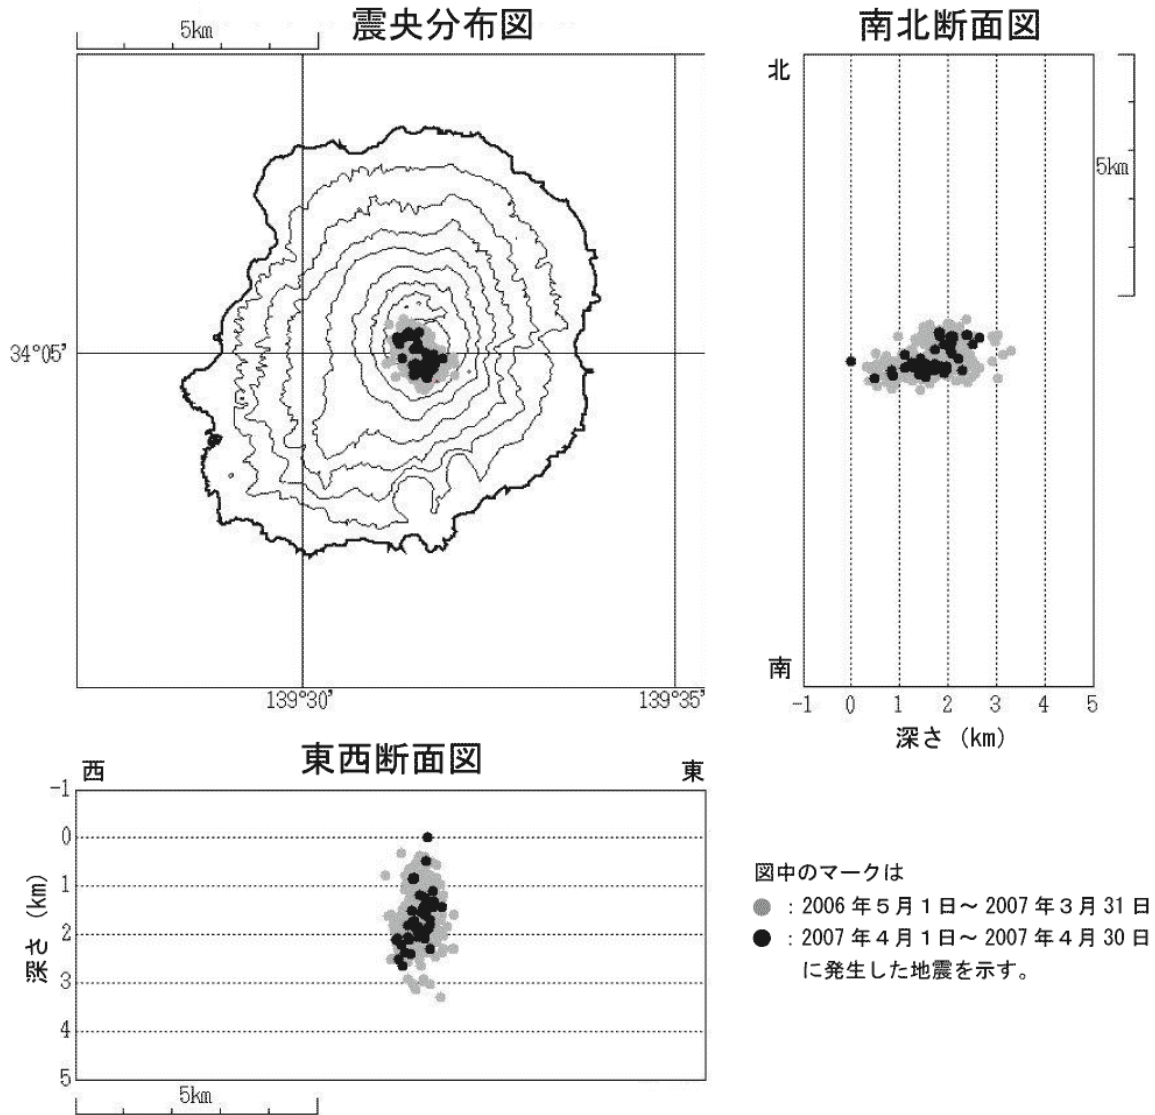 震央分布図
5km
34°05'
139°30'
139°35'
南北断面図
北
5km
南
-1 0 1 2 3 4 5
深さ (km)
東西断面図
西
東
-1
0
1
2
3
4
5
深さ (km)
5km
図中のマークは
●：2006年５月１日～2007年３月31日
●：2007年４月１日～2007年４月30日
に発生した地震を示す。